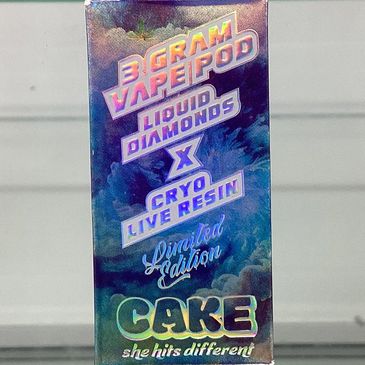 3 GRAM
VAPE POD
LIQUID
DIAMONDS
X
CRYO
LIVE RESIN
Limited
Edition
CAKE
she hits different